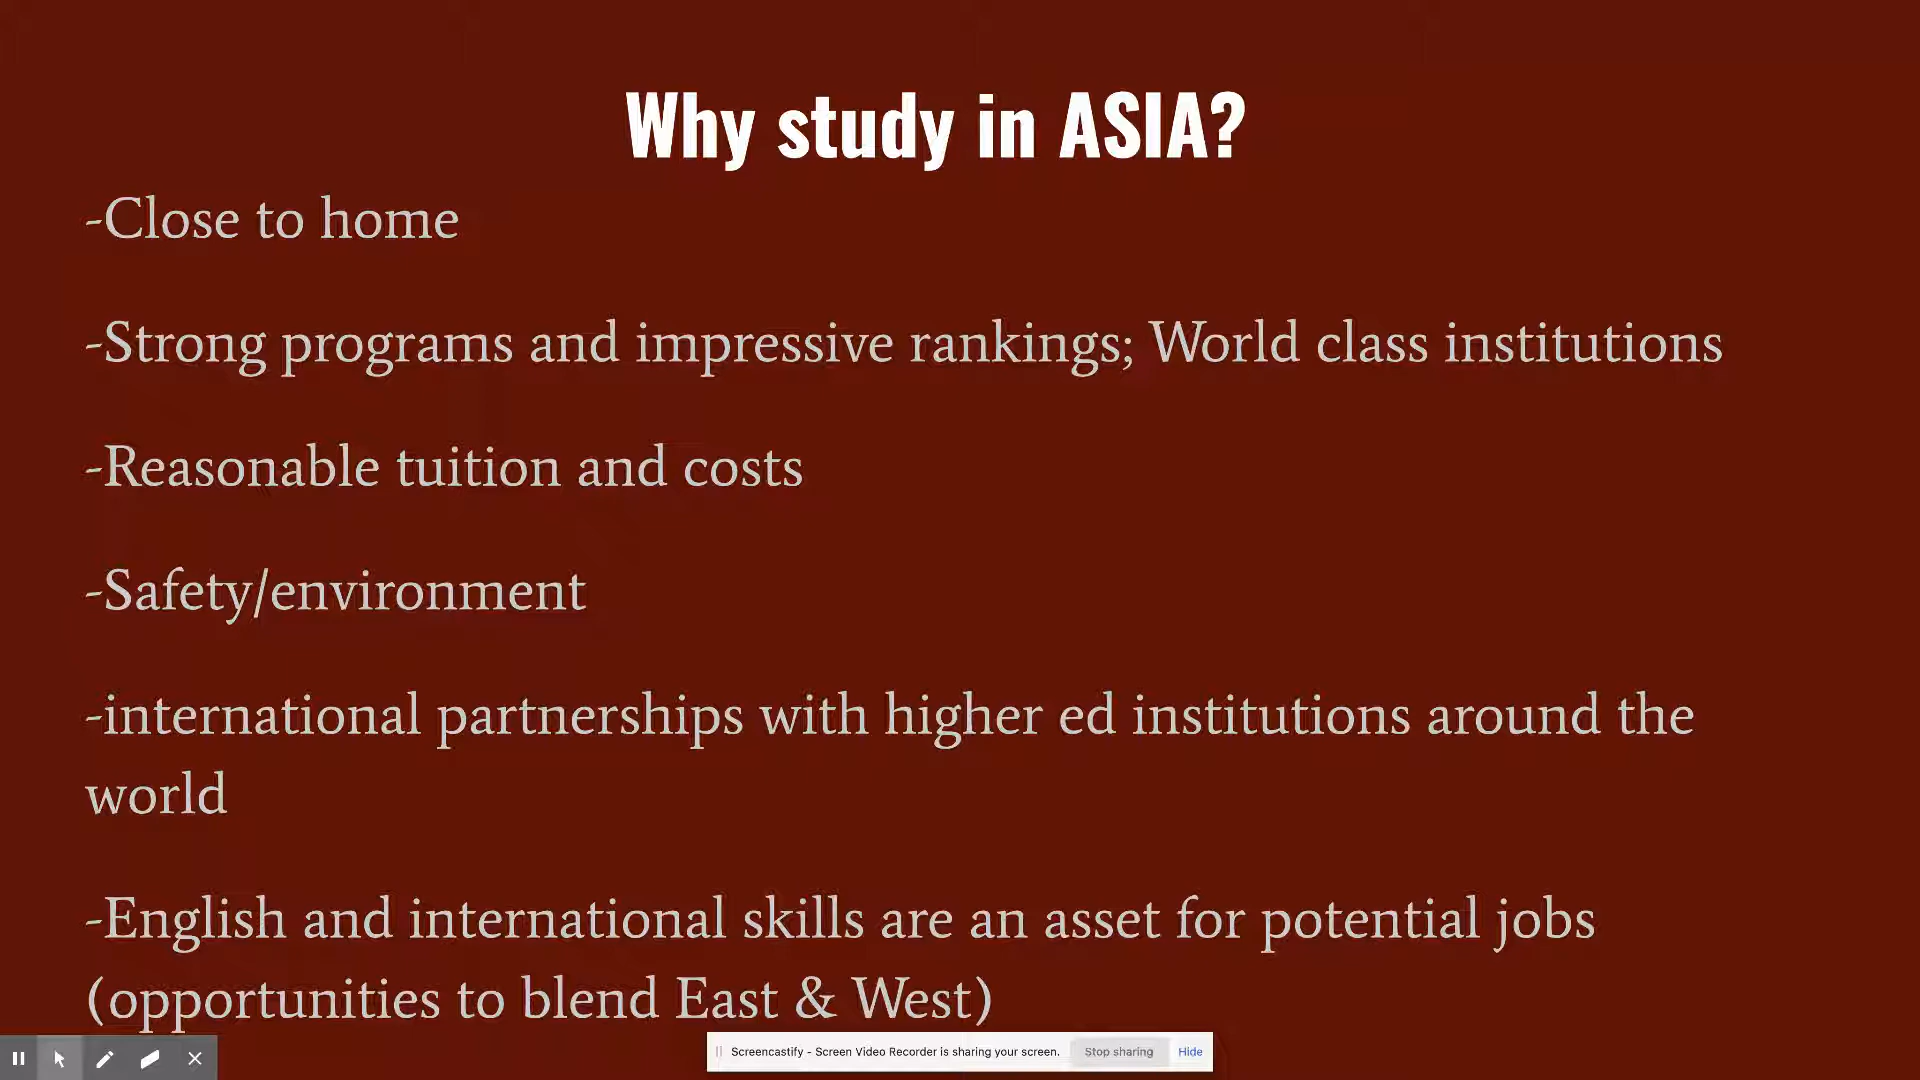 Why study in ASIA?
-Close to home
-Strong programs and impressive rankings; World class institutions
-Reasonable tuition and costs
-Safety/environment
-international partnerships with higher ed institutions around the
world
-English and international skills are an asset for potential jobs
(opportunities to blend East & West)
Screencastify - Screen Video Recorder is sharing your screen. Stop sharing Hide